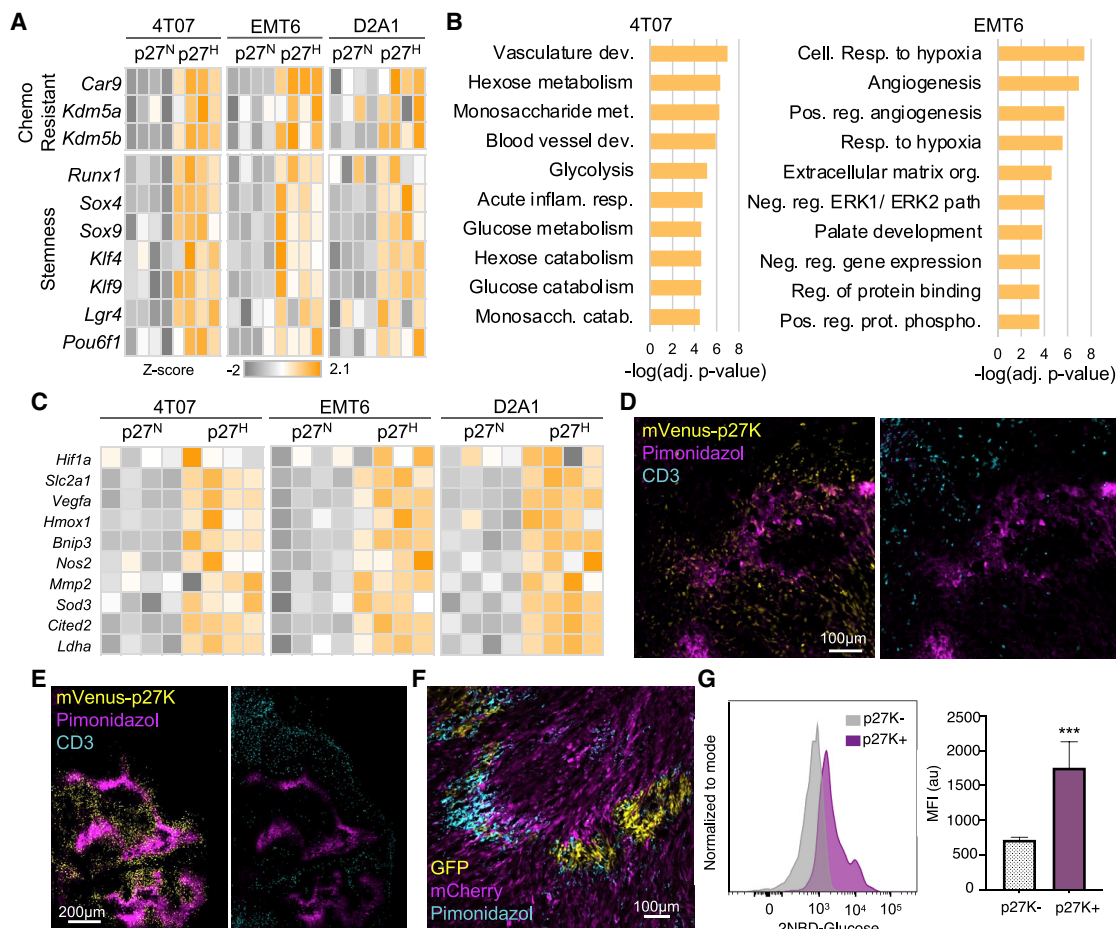 A
4T07 EMT6 D2A1
p27N p27H p27N p27H p27N p27H
Chemo
Resistant
Car9
Kdm5a
Kdm5b
Stemness
Runx1
Sox4
Sox9
Klf4
Klf9
Lgr4
Pou6f1
Z-score -2 2.1
B
4T07
Vasculature dev.
Hexose metabolism
Monosaccharide met.
Blood vessel dev.
Glycolysis
Acute inflam. resp.
Glucose metabolism
Hexose catabolism
Glucose catabolism
Monosacch. catab.
0 2 4 6 8
-log(adj. p-value)
EMT6
Cell. Resp. to hypoxia
Angiogenesis
Pos. reg. angiogenesis
Resp. to hypoxia
Extracellular matrix org.
Neg. reg. ERK1/ ERK2 path
Palate development
Neg. reg. gene expression
Reg. of protein binding
Pos. reg. prot. phospho.
0 2 4 6 8
-log(adj. p-value)
C
4T07 EMT6 D2A1
p27N p27H p27N p27H p27N p27H
Hif1a
Slc2a1
Vegfa
Hmox1
Bnip3
Nos2
Mmp2
Sod3
Cited2
Ldha
D
mVenus-p27K
Pimonidazol
CD3
100µm
E
mVenus-p27K
Pimonidazol
CD3
200µm
F
GFP
mCherry
Pimonidazol
100µm
G
p27K-
p27K+
Normalized to mode
0 10³ 10⁴ 10⁵
2NBD-Glucose
***
MFI (au)
2500
2000
1500
1000
500
0
p27K- p27K+